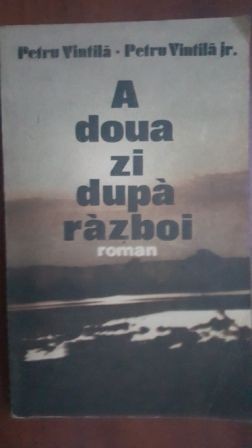 Petru Vintilă • Petru Vintilă jr.
A
doua
zi
după
război
roman